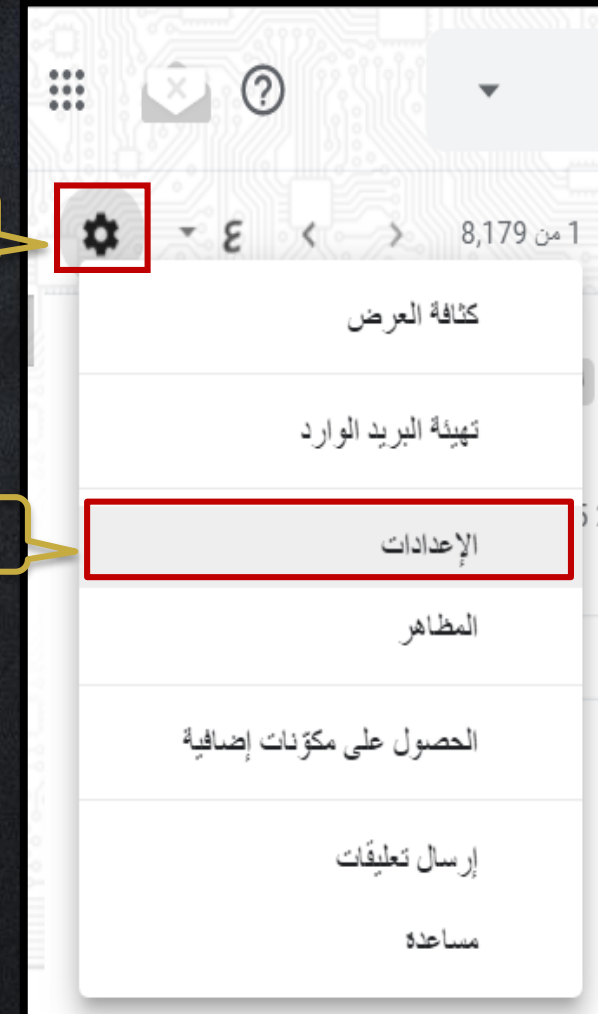 1 من 8,179
ع
كثافة العرض
تهيئة البريد الوارد
الإعدادات
المظاهر
الحصول على مكوّنات إضافية
إرسال تعليقات
مساعدة